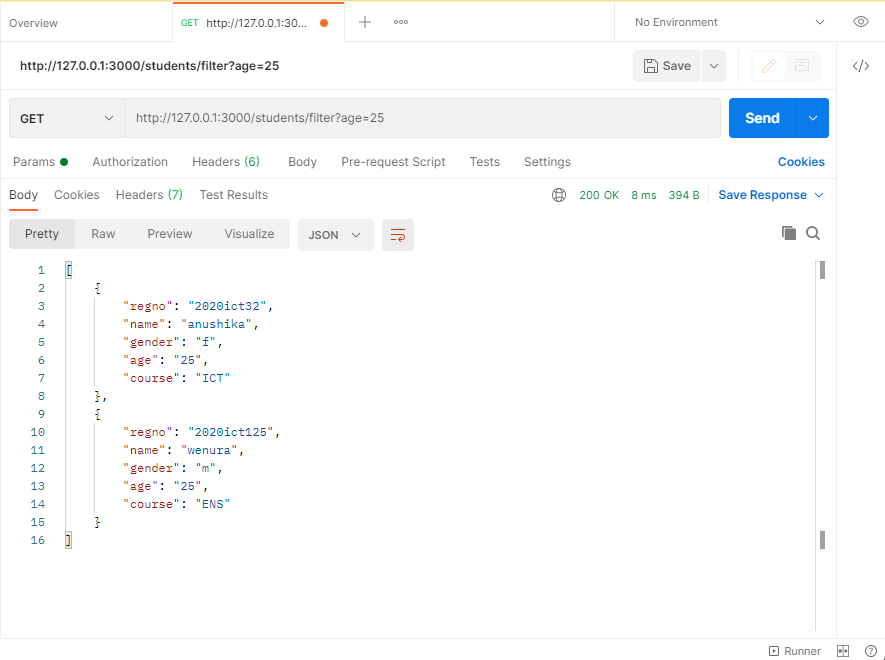 Overview
GET http://127.0.0.1:30...
No Environment
http://127.0.0.1:3000/students/filter?age=25
Save
GET http://127.0.0.1:3000/students/filter?age=25
Send
Params Authorization Headers (6) Body Pre-request Script Tests Settings Cookies
Body Cookies Headers (7) Test Results 200 OK 8 ms 394 B Save Response
Pretty Raw Preview Visualize JSON
1 [
2 {
3 "regno": "2020ict32",
4 "name": "anushika",
5 "gender": "f",
6 "age": "25",
7 "course": "ICT"
8 },
9 {
10 "regno": "2020ict125",
11 "name": "wenura",
12 "gender": "m",
13 "age": "25",
14 "course": "ENS"
15 }
16 ]
Runner